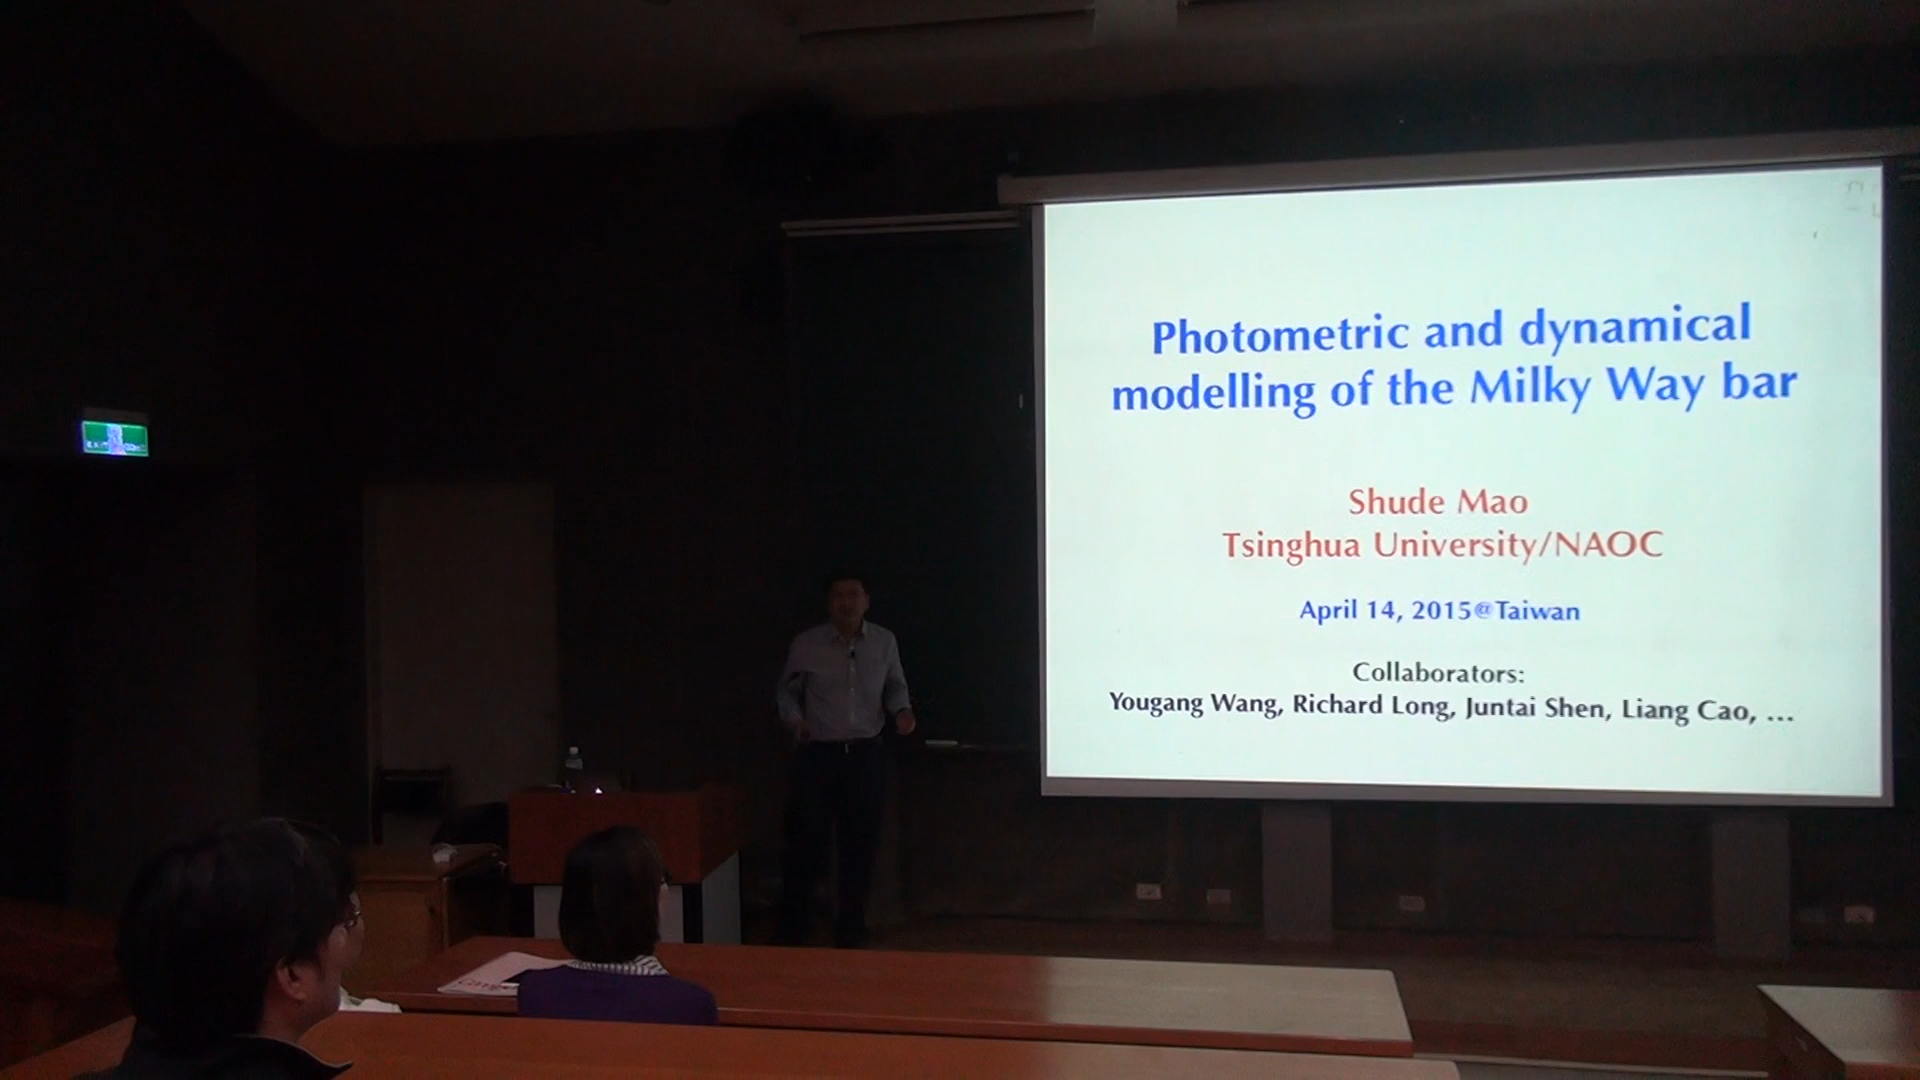 Photometric and dynamical
modelling of the Milky Way bar
Shude Mao
Tsinghua University/NAOC
April 14, 2015@Taiwan
Collaborators:
Yougang Wang, Richard Long, Juntai Shen, Liang Cao, ...